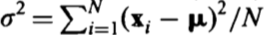 σ² = ∑ᵢ₌₁ᴺ(𝐱ᵢ − 𝛍)²/N